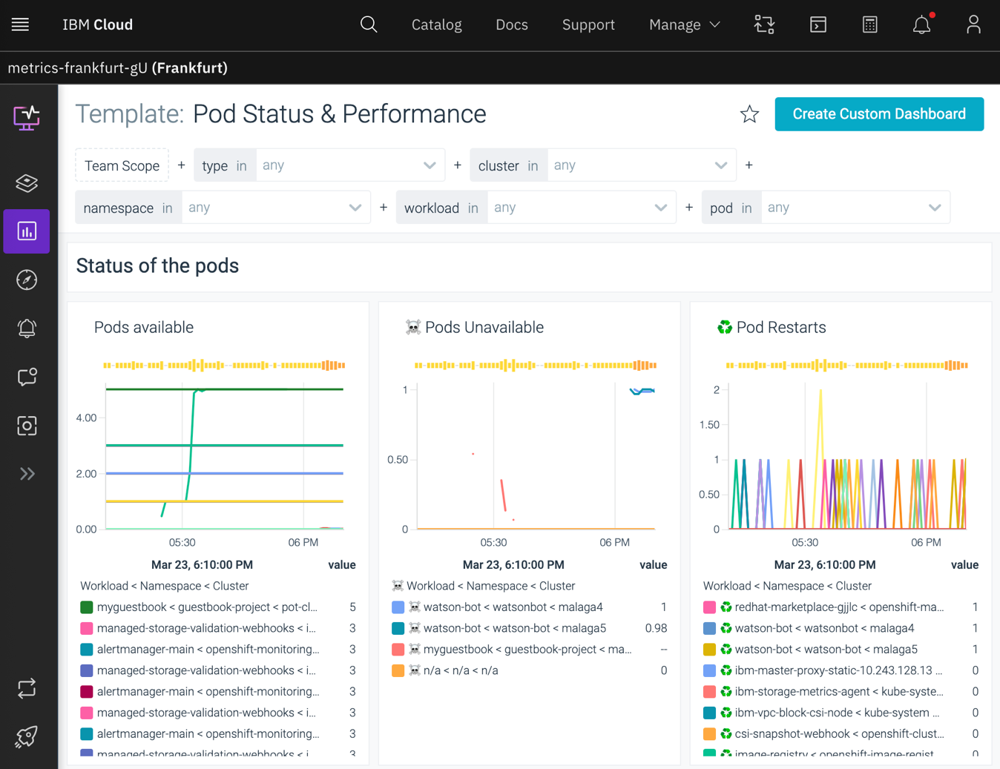 IBM Cloud
Catalog
Docs
Support
Manage
metrics-frankfurt-gU (Frankfurt)
Template: Pod Status & Performance
Create Custom Dashboard
Team Scope + type in any + cluster in any +
namespace in any + workload in any + pod in any
Status of the pods
Pods available
4.00
2.00
0.00
05:30
06 PM
Mar 23, 6:10:00 PM value
Workload < Namespace < Cluster
myguestbook < guestbook-project < pot-cl... 5
managed-storage-validation-webhooks < i... 3
alertmanager-main < openshift-monitoring... 3
managed-storage-validation-webhooks < i... 3
alertmanager-main < openshift-monitoring... 3
managed-storage-validation-webhooks < i... 3
alertmanager-main < openshift-monitoring... 3
managed-storage-validation-webhooks < i... 3
☠️ Pods Unavailable
1
0.50
0
05:30
06 PM
Mar 23, 6:10:00 PM value
☠️ Workload < Namespace < Cluster
☠️ watson-bot < watsonbot < malaga4 1
☠️ watson-bot < watson-bot < malaga5 0.98
☠️ myguestbook < guestbook-project < ma... --
☠️ n/a < n/a < n/a 0
♻️ Pod Restarts
2
1.50
1
0.50
0
05:30
06 PM
Mar 23, 6:10:00 PM value
Workload < Namespace < Cluster
♻️ redhat-marketplace-gjjlc < openshift-ma... 1
♻️ watson-bot < watsonbot < malaga4 1
♻️ watson-bot < watson-bot < malaga5 1
♻️ ibm-master-proxy-static-10.243.128.13 ... 0
♻️ ibm-storage-metrics-agent < kube-syste... 0
♻️ ibm-vpc-block-csi-node < kube-system ... 0
♻️ csi-snapshot-webhook < openshift-clust... 0
♻️ image-registry < openshift-image-regist... 0